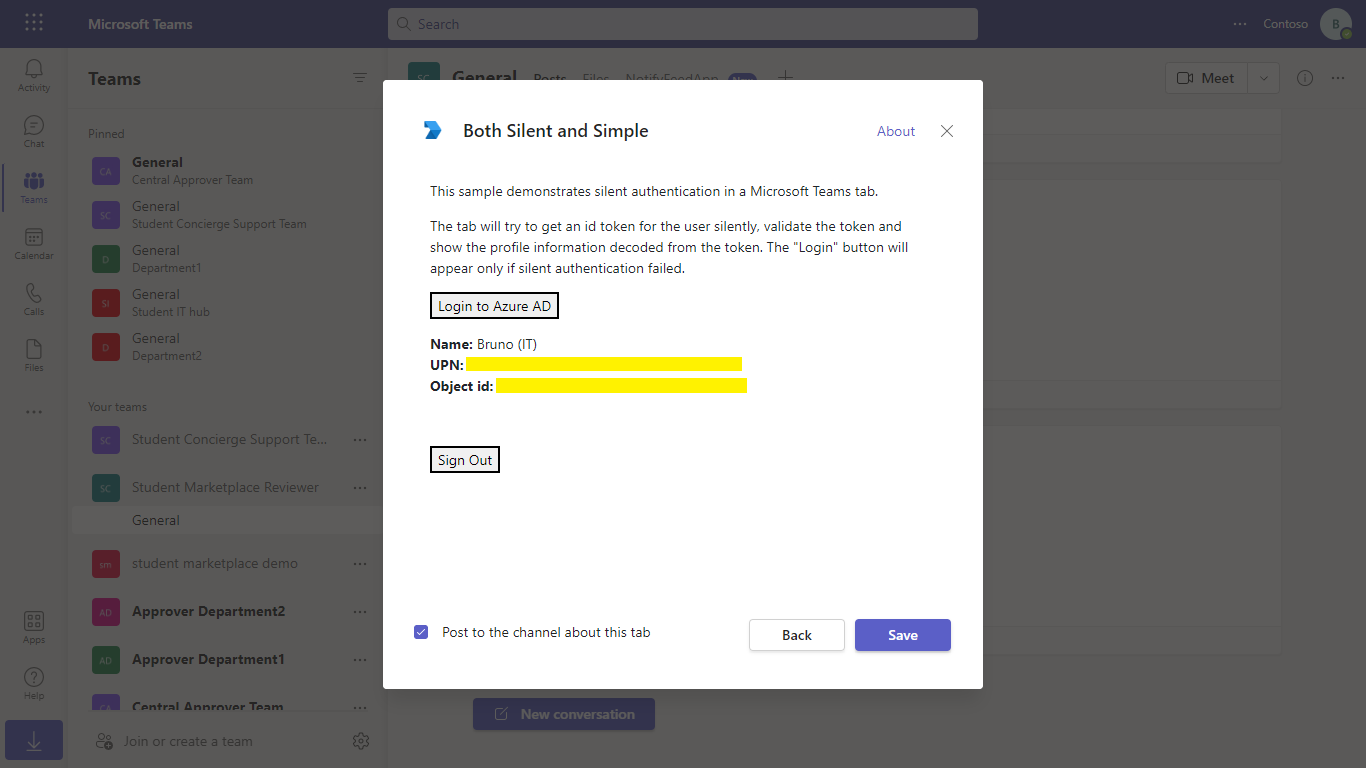 Microsoft Teams
Search
Contoso
B
Activity
Chat
Teams
Calendar
Calls
Files
Apps
Help
Teams
Pinned
CA
General
Central Approver Team
SC
General
Student Concierge Support Team
D
General
Department1
SI
General
Student IT hub
D
General
Department2
Your teams
SC
Student Concierge Support Te...
SC
Student Marketplace Reviewer
General
sm
student marketplace demo
AD
Approver Department2
AD
Approver Department1
CA
Central Approver Team
Join or create a team
SC
General Posts Files NotifyFeedApp New
Meet
Both Silent and Simple
About
This sample demonstrates silent authentication in a Microsoft Teams tab.
The tab will try to get an id token for the user silently, validate the token and
show the profile information decoded from the token. The "Login" button will
appear only if silent authentication failed.
Login to Azure AD
Name: Bruno (IT)
UPN:
Object id:
Sign Out
Post to the channel about this tab
Back
Save
New conversation